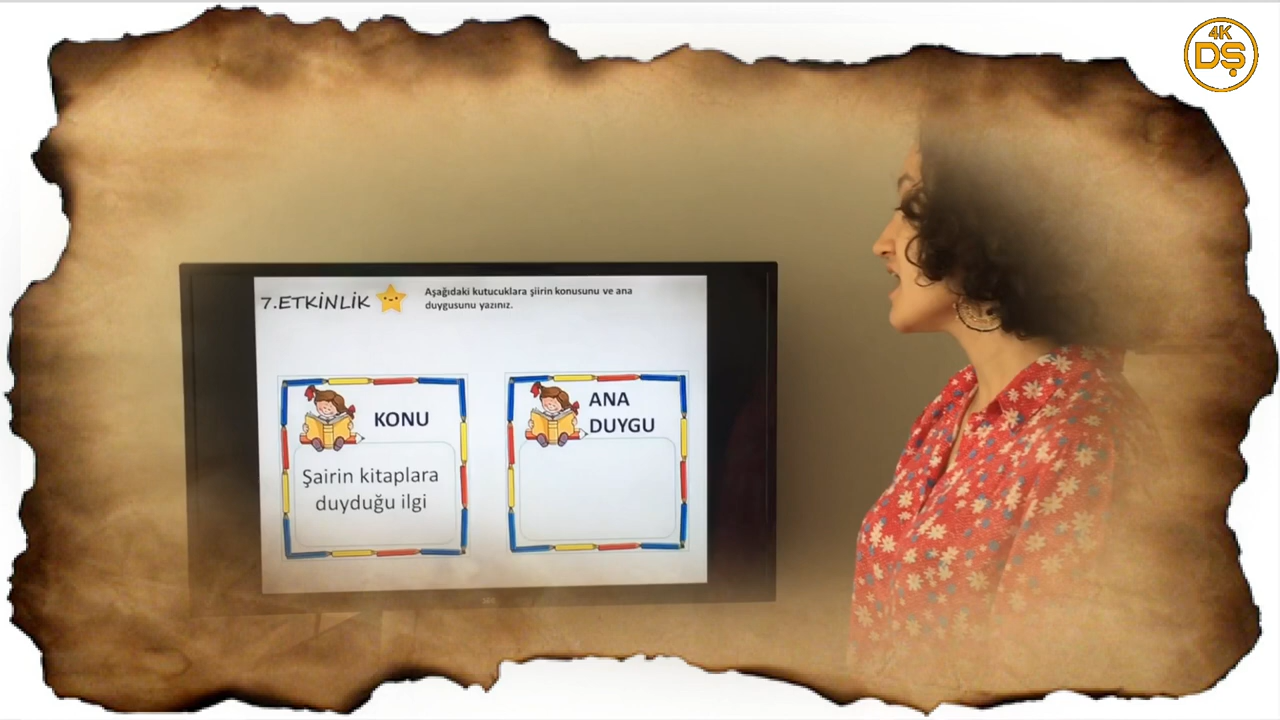 4K
DŞ
7.ETKİNLİK
Aşağıdaki kutucuklara şiirin konusunu ve ana
duygusunu yazınız.
KONU
Şairin kitaplara
duyduğu ilgi
ANA
DUYGU